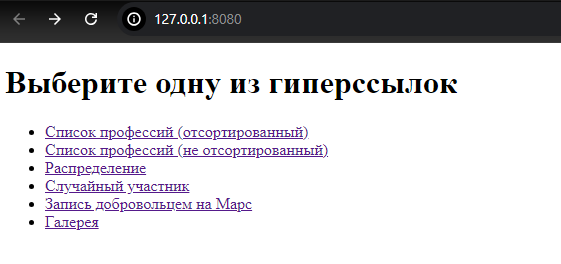 127.0.0.1:8080
Выберите одну из гиперссылок
Список профессий (отсортированный)
Список профессий (не отсортированный)
Распределение
Случайный участник
Запись добровольцем на Марс
Галерея